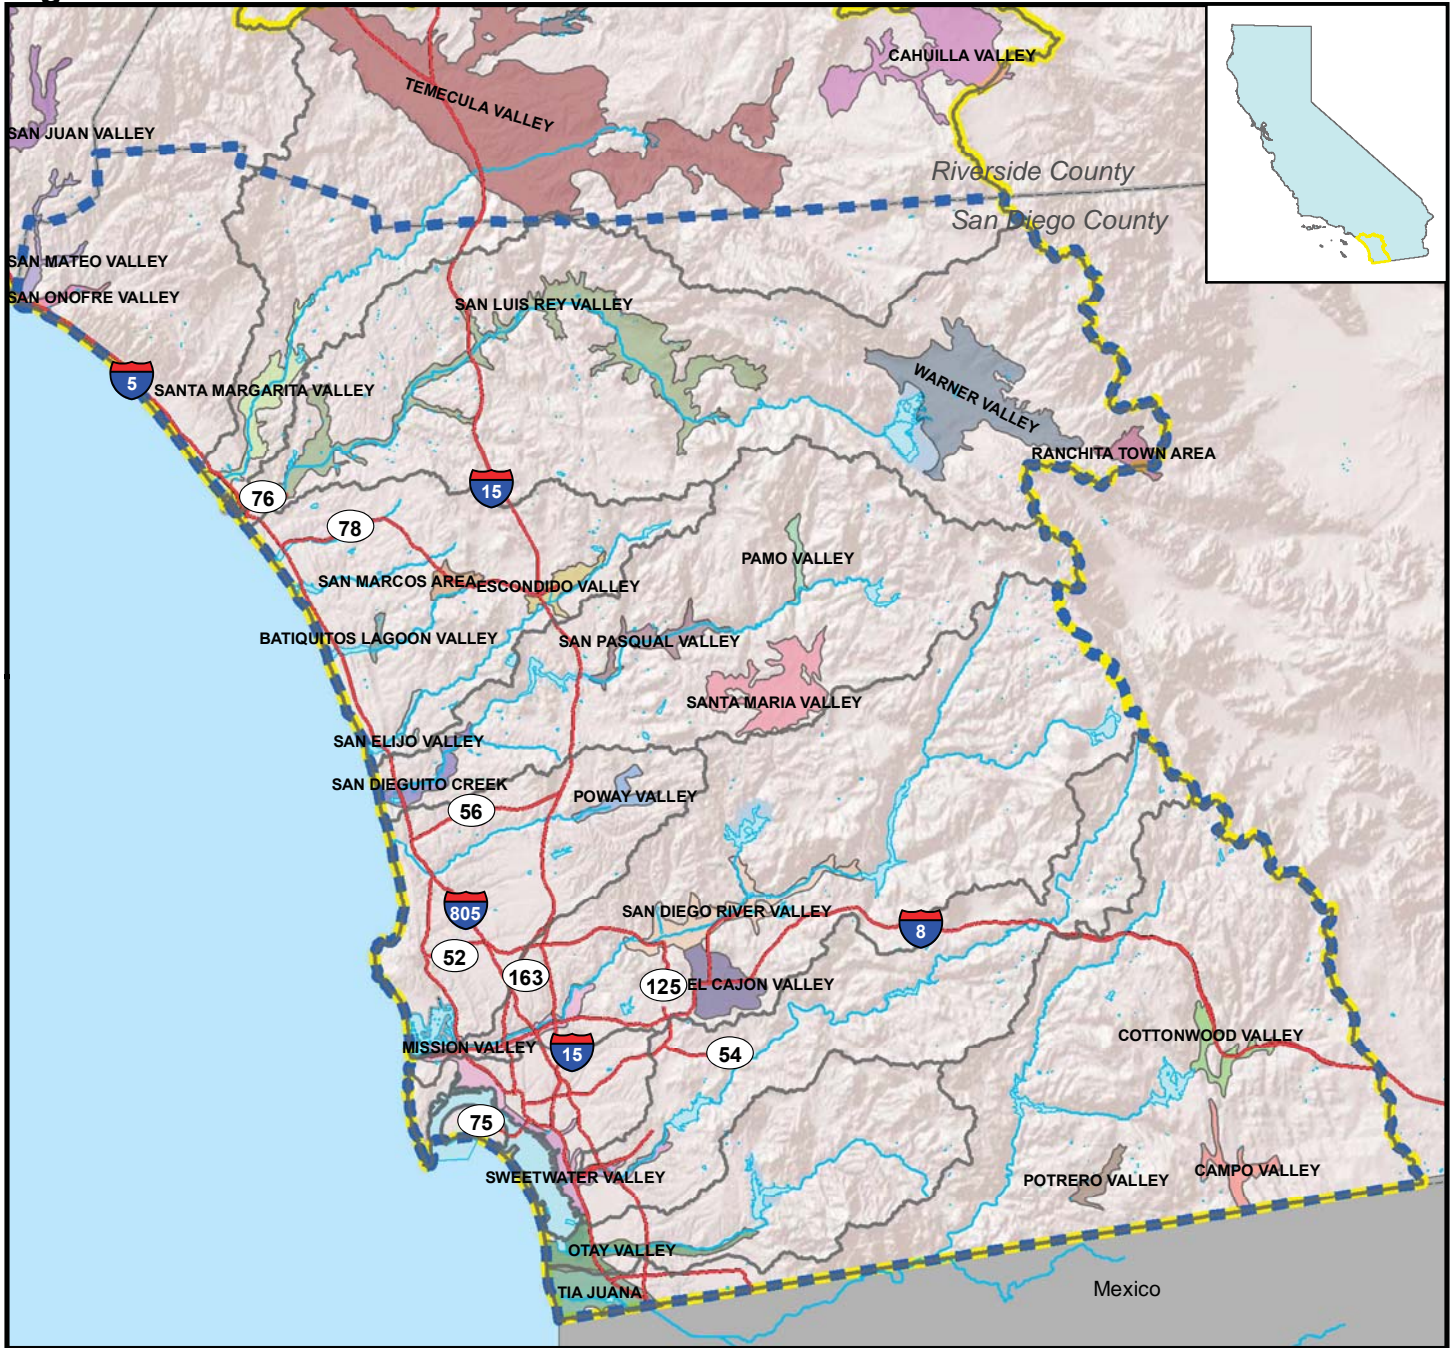 CAHUILLA VALLEY
TEMECULA VALLEY
SAN JUAN VALLEY
Riverside County
San Diego County
SAN MATEO VALLEY
SAN ONOFRE VALLEY
SAN LUIS REY VALLEY
5
SANTA MARGARITA VALLEY
WARNER VALLEY
RANCHITA TOWN AREA
76
15
78
PAMO VALLEY
SAN MARCOS AREA
ESCONDIDO VALLEY
BATIQUITOS LAGOON VALLEY
SAN PASQUAL VALLEY
SANTA MARIA VALLEY
SAN ELIJO VALLEY
SAN DIEGUITO CREEK
POWAY VALLEY
56
805
SAN DIEGO RIVER VALLEY
8
52
163
125
EL CAJON VALLEY
COTTONWOOD VALLEY
MISSION VALLEY
15
54
75
SWEETWATER VALLEY
POTRERO VALLEY
CAMPO VALLEY
OTAY VALLEY
TIA JUANA
Mexico